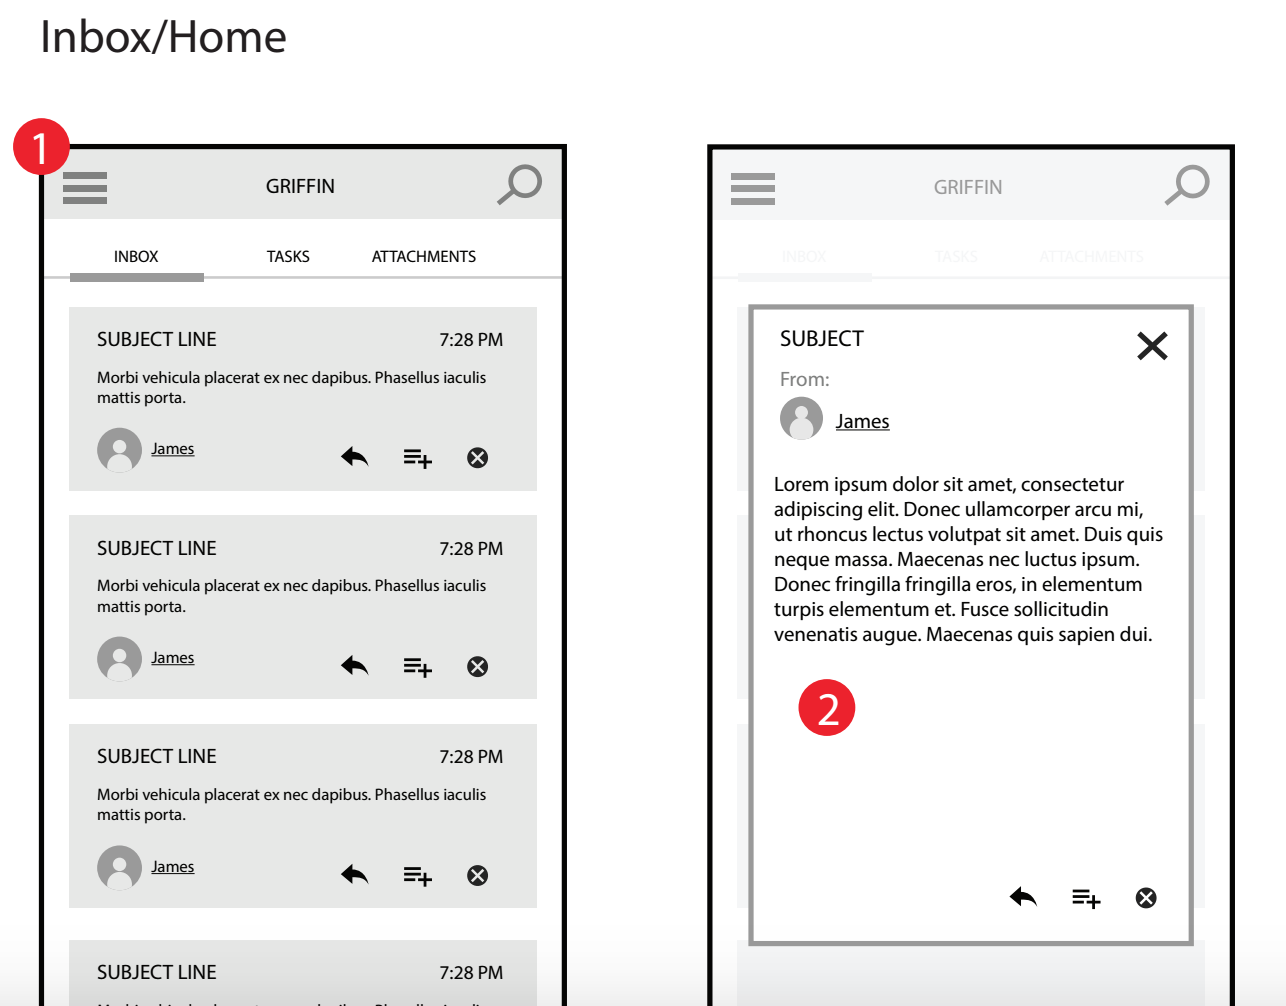 Inbox/Home
1
GRIFFIN
INBOX TASKS ATTACHMENTS
SUBJECT LINE 7:28 PM
Morbi vehicula placerat ex nec dapibus. Phasellus iaculis
mattis porta.
James
SUBJECT LINE 7:28 PM
Morbi vehicula placerat ex nec dapibus. Phasellus iaculis
mattis porta.
James
SUBJECT LINE 7:28 PM
Morbi vehicula placerat ex nec dapibus. Phasellus iaculis
mattis porta.
James
SUBJECT LINE 7:28 PM
GRIFFIN
INBOX TASKS ATTACHMENTS
SUBJECT
From:
James
Lorem ipsum dolor sit amet, consectetur
adipiscing elit. Donec ullamcorper arcu mi,
ut rhoncus lectus volutpat sit amet. Duis quis
neque massa. Maecenas nec luctus ipsum.
Donec fringilla fringilla eros, in elementum
turpis elementum et. Fusce sollicitudin
venenatis augue. Maecenas quis sapien dui.
2